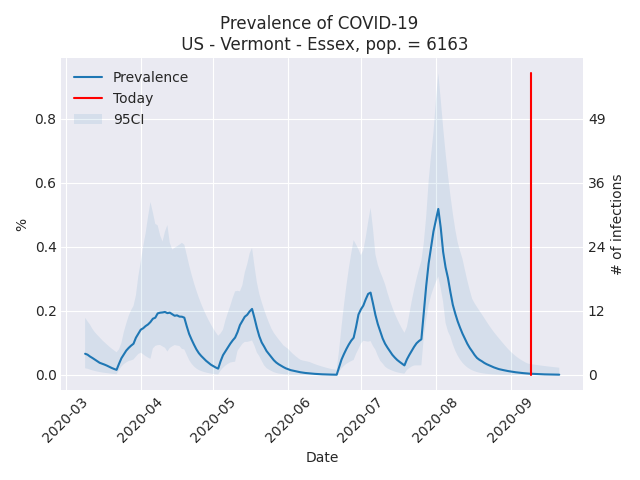 Prevalence of COVID-19
US - Vermont - Essex, pop. = 6163
Prevalence
Today
95CI
%
0.8
0.6
0.4
0.2
0.0
49
36
24
12
0
# of infections
2020-03
2020-04
2020-05
2020-06
2020-07
2020-08
2020-09
Date